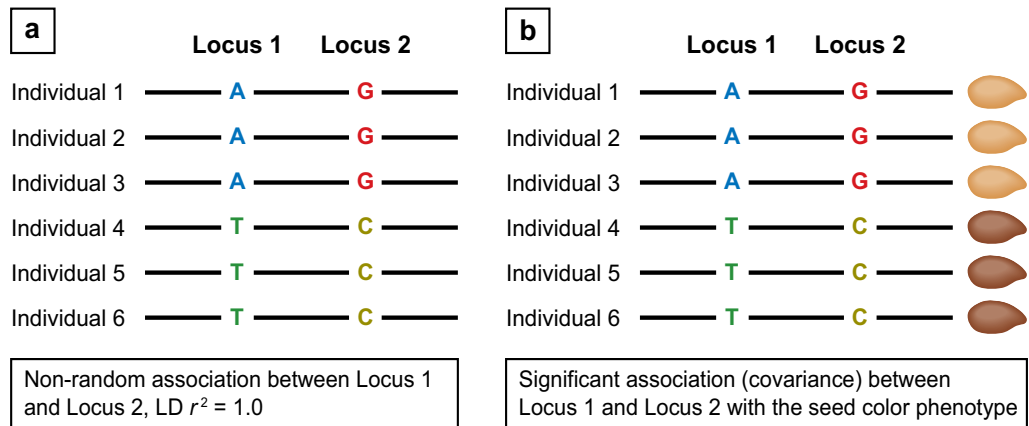 a
Locus 1 Locus 2
Individual 1 A G
Individual 2 A G
Individual 3 A G
Individual 4 T C
Individual 5 T C
Individual 6 T C
Non-random association between Locus 1
and Locus 2, LD r² = 1.0
b
Locus 1 Locus 2
Individual 1 A G
Individual 2 A G
Individual 3 A G
Individual 4 T C
Individual 5 T C
Individual 6 T C
Significant association (covariance) between
Locus 1 and Locus 2 with the seed color phenotype